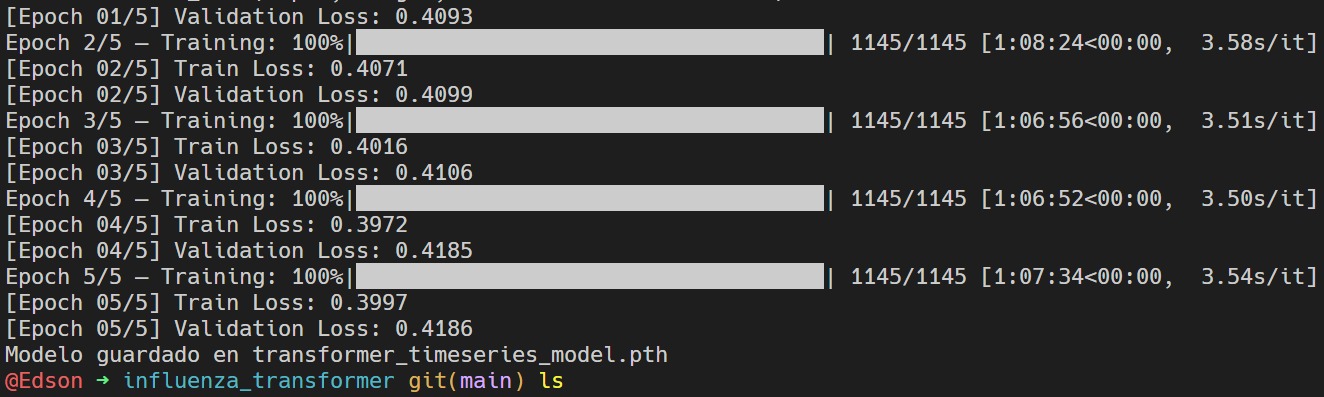 [Epoch 01/5] Validation Loss: 0.4093
Epoch 2/5 — Training: 100%| | 1145/1145 [1:08:24<00:00, 3.58s/it]
[Epoch 02/5] Train Loss: 0.4071
[Epoch 02/5] Validation Loss: 0.4099
Epoch 3/5 — Training: 100%| | 1145/1145 [1:06:56<00:00, 3.51s/it]
[Epoch 03/5] Train Loss: 0.4016
[Epoch 03/5] Validation Loss: 0.4106
Epoch 4/5 — Training: 100%| | 1145/1145 [1:06:52<00:00, 3.50s/it]
[Epoch 04/5] Train Loss: 0.3972
[Epoch 04/5] Validation Loss: 0.4185
Epoch 5/5 — Training: 100%| | 1145/1145 [1:07:34<00:00, 3.54s/it]
[Epoch 05/5] Train Loss: 0.3997
[Epoch 05/5] Validation Loss: 0.4186
Modelo guardado en transformer_timeseries_model.pth
@Edson ➜ influenza_transformer git(main) ls